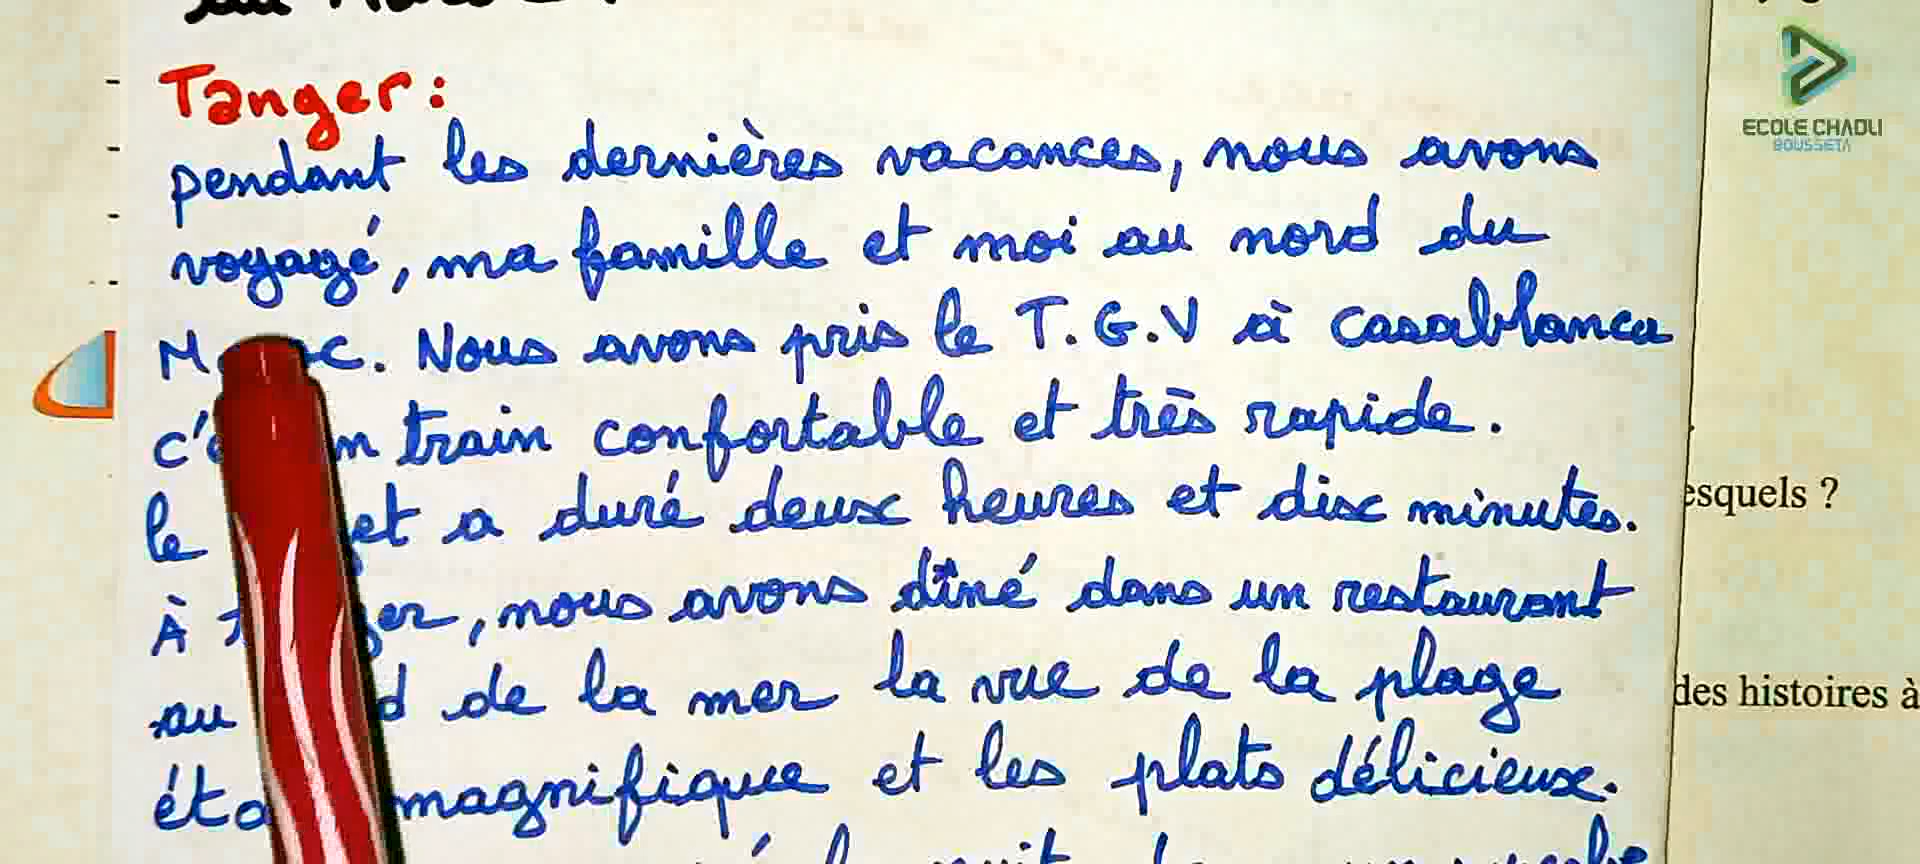 Tanger:
pendant les dernières vacances, nous avons
voyagé, ma famille et moi au nord du
Nous avons pris le T.G.V à casablanca
train confortable et très rapide.
le a duré deux heures et dix minutes.
À nous avons dîné dans un restaurant
au de la mer la vue de la plage
magnifique et les plats délicieux.
nuit
esquels ?
des histoires à
ECOLE CHADLI
BOUSSETA